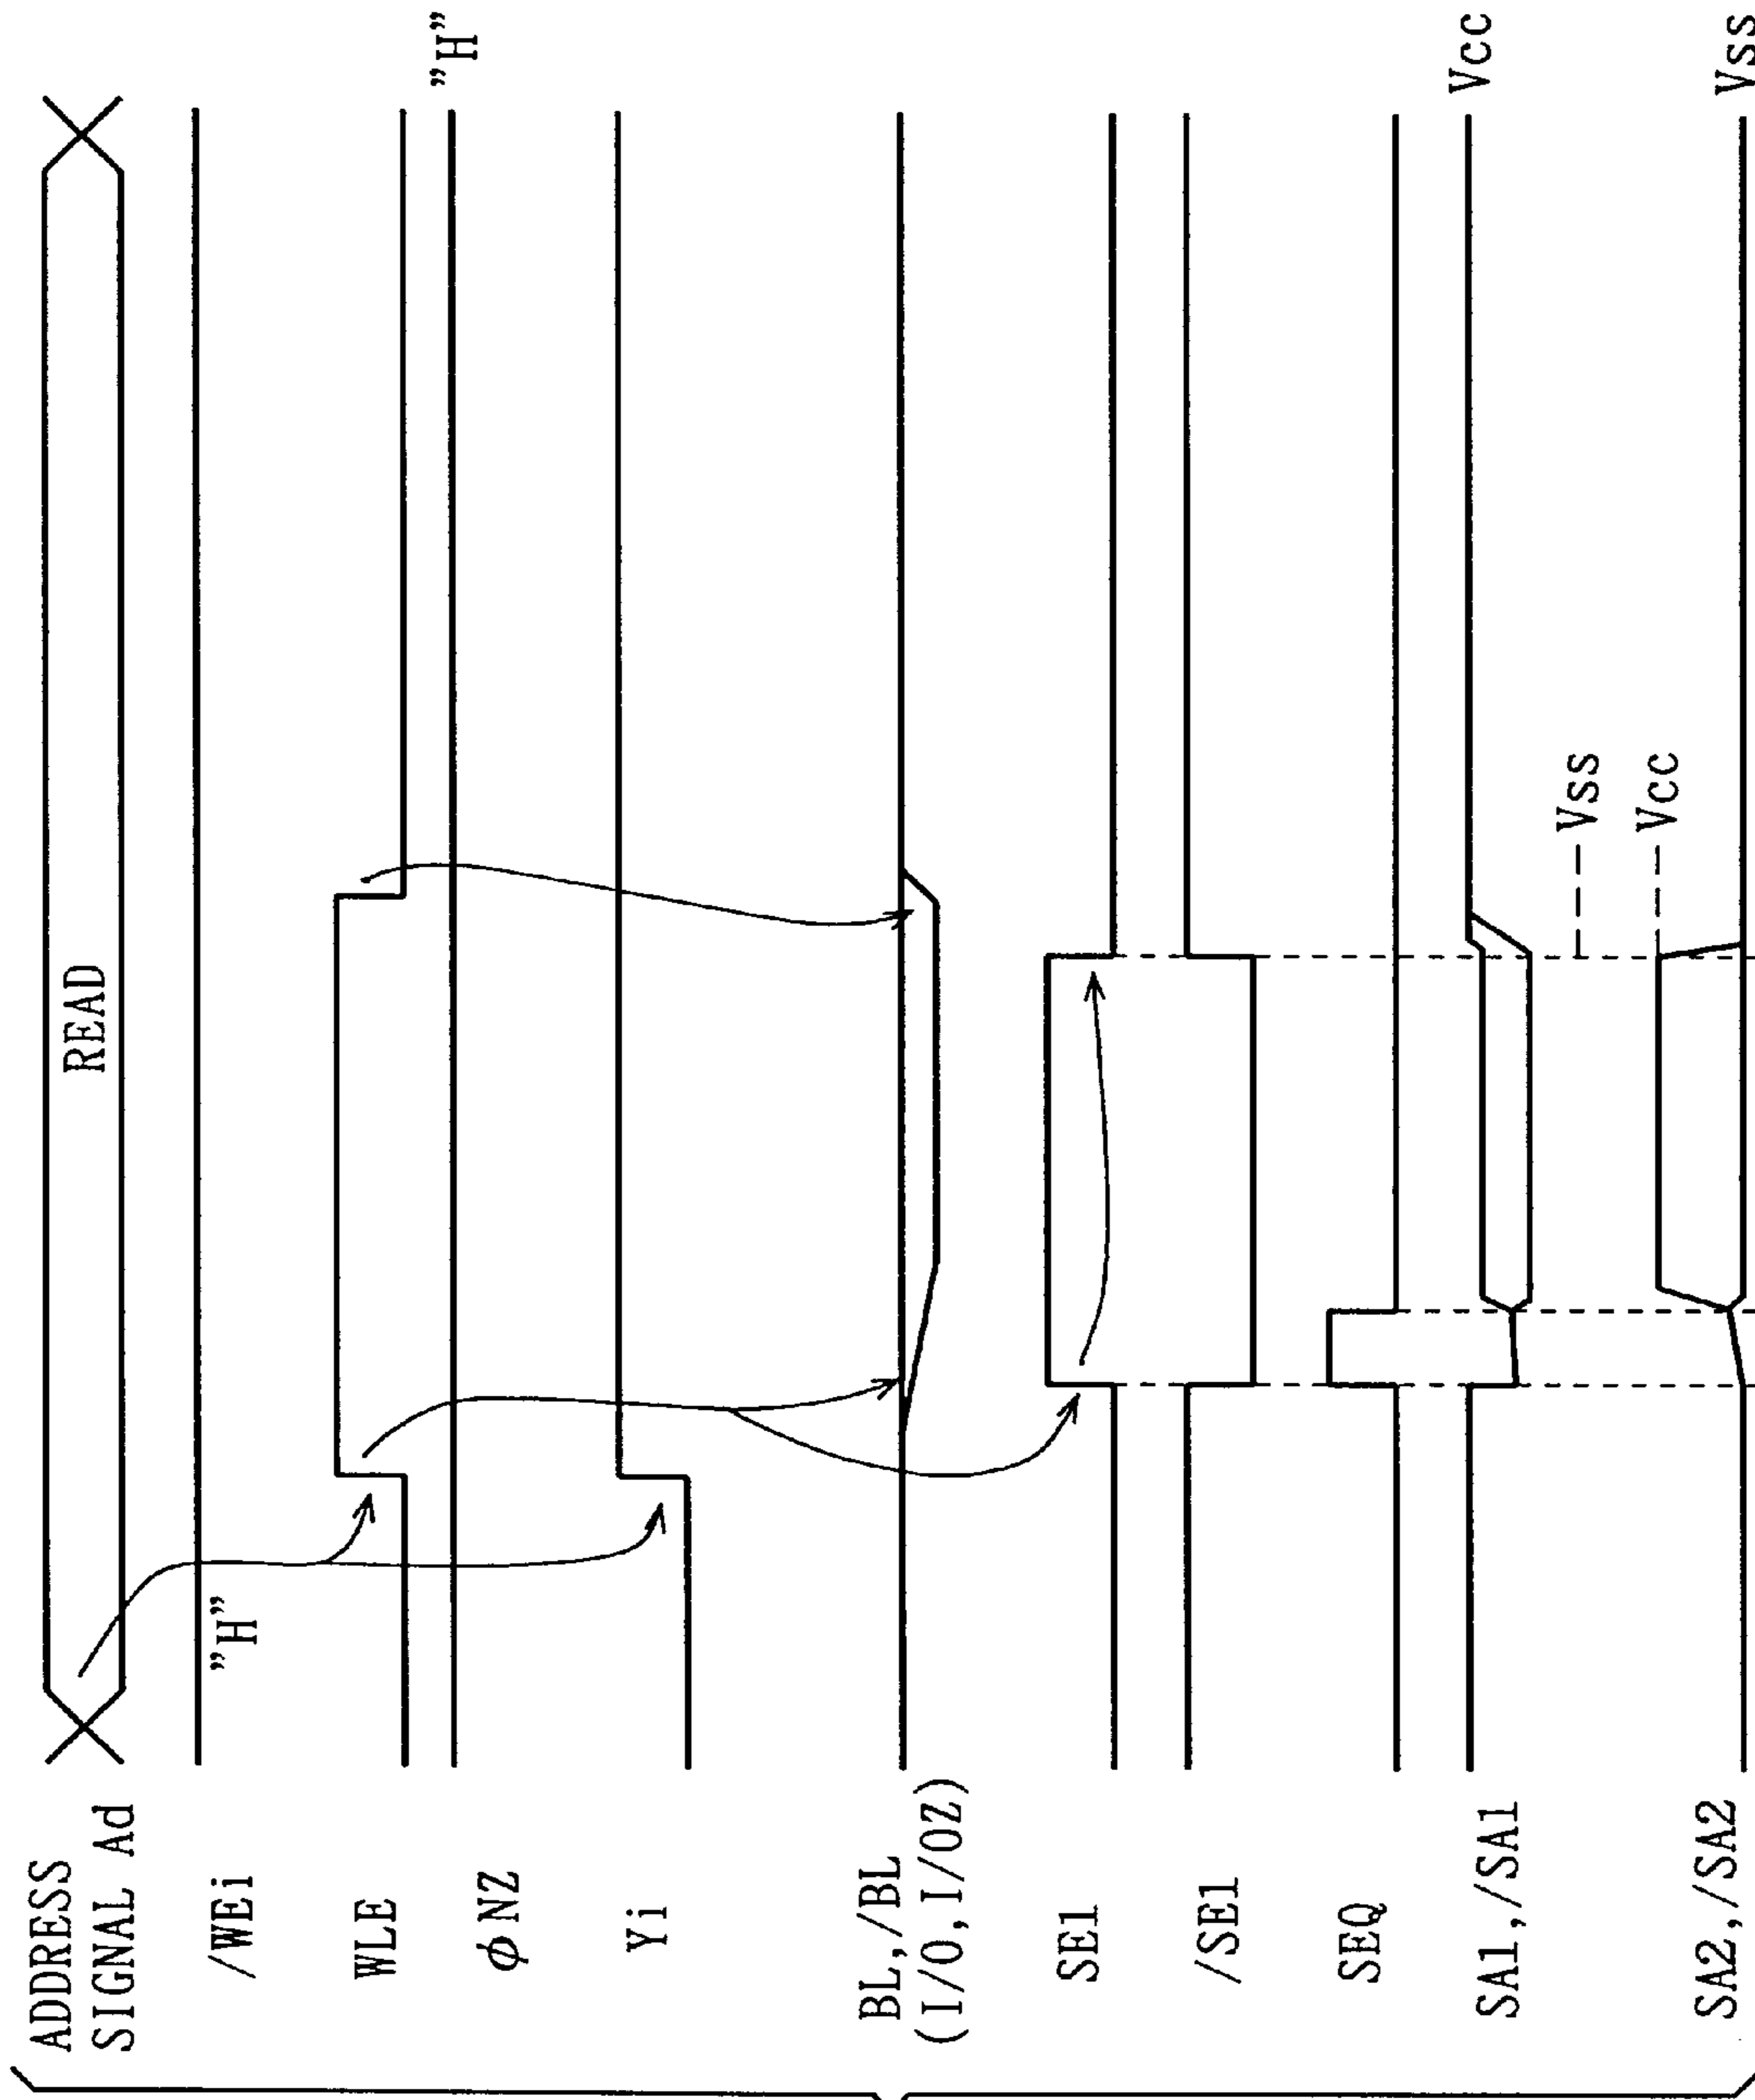 ADDRESS
SIGNAL Ad
READ
/WEi
"H"
WLE
ϕNZ
"H"
Yi
BL,/BL
(I/O,I/OZ)
SE1
/SE1
SEQ
SA1,/SA1
Vcc
Vss
Vcc
SA2,/SA2
Vss